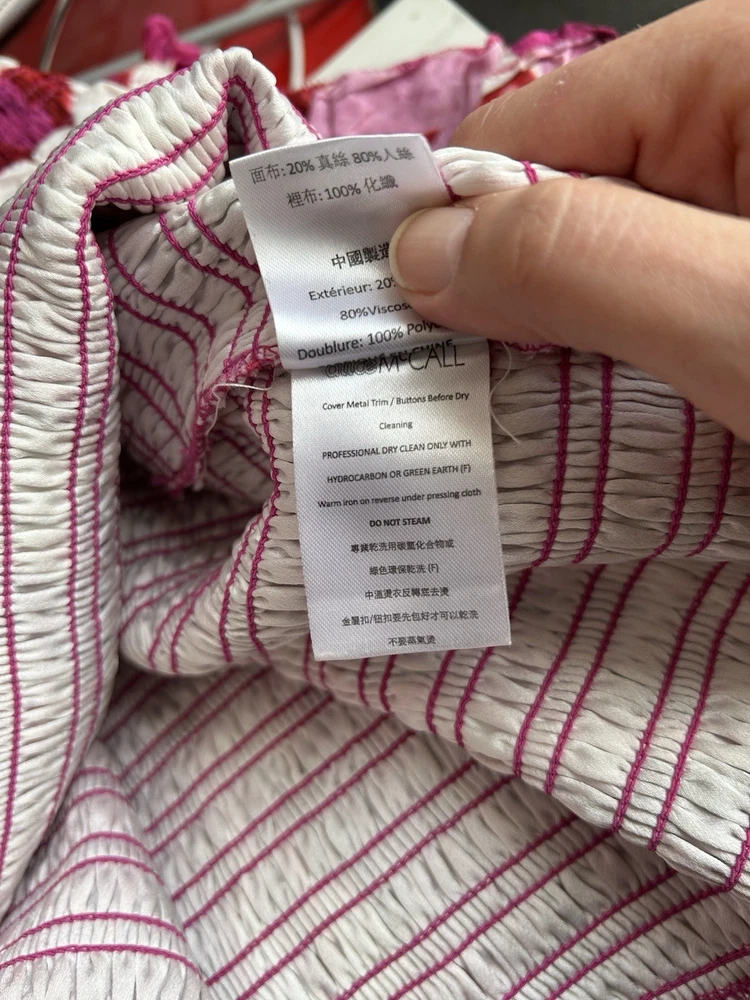 面布: 20% 真絲 80%人絲
裡布: 100% 化纖
中國製造
Extérieur: 20
80%Viscose
Doublure: 100%
McCALL
Cover Metal Trim / Buttons Before Dry
Cleaning
PROFESSIONAL DRY CLEAN ONLY WITH
HYDROCARBON OR GREEN EARTH (F)
Warm iron on reverse under pressing cloth
DO NOT STEAM
專業乾洗用碳氫化合物或
綠色環保乾洗 (F)
中溫燙衣反轉底去燙
金屬扣/鈕扣要先包好才可以乾洗
不要蒸氣燙